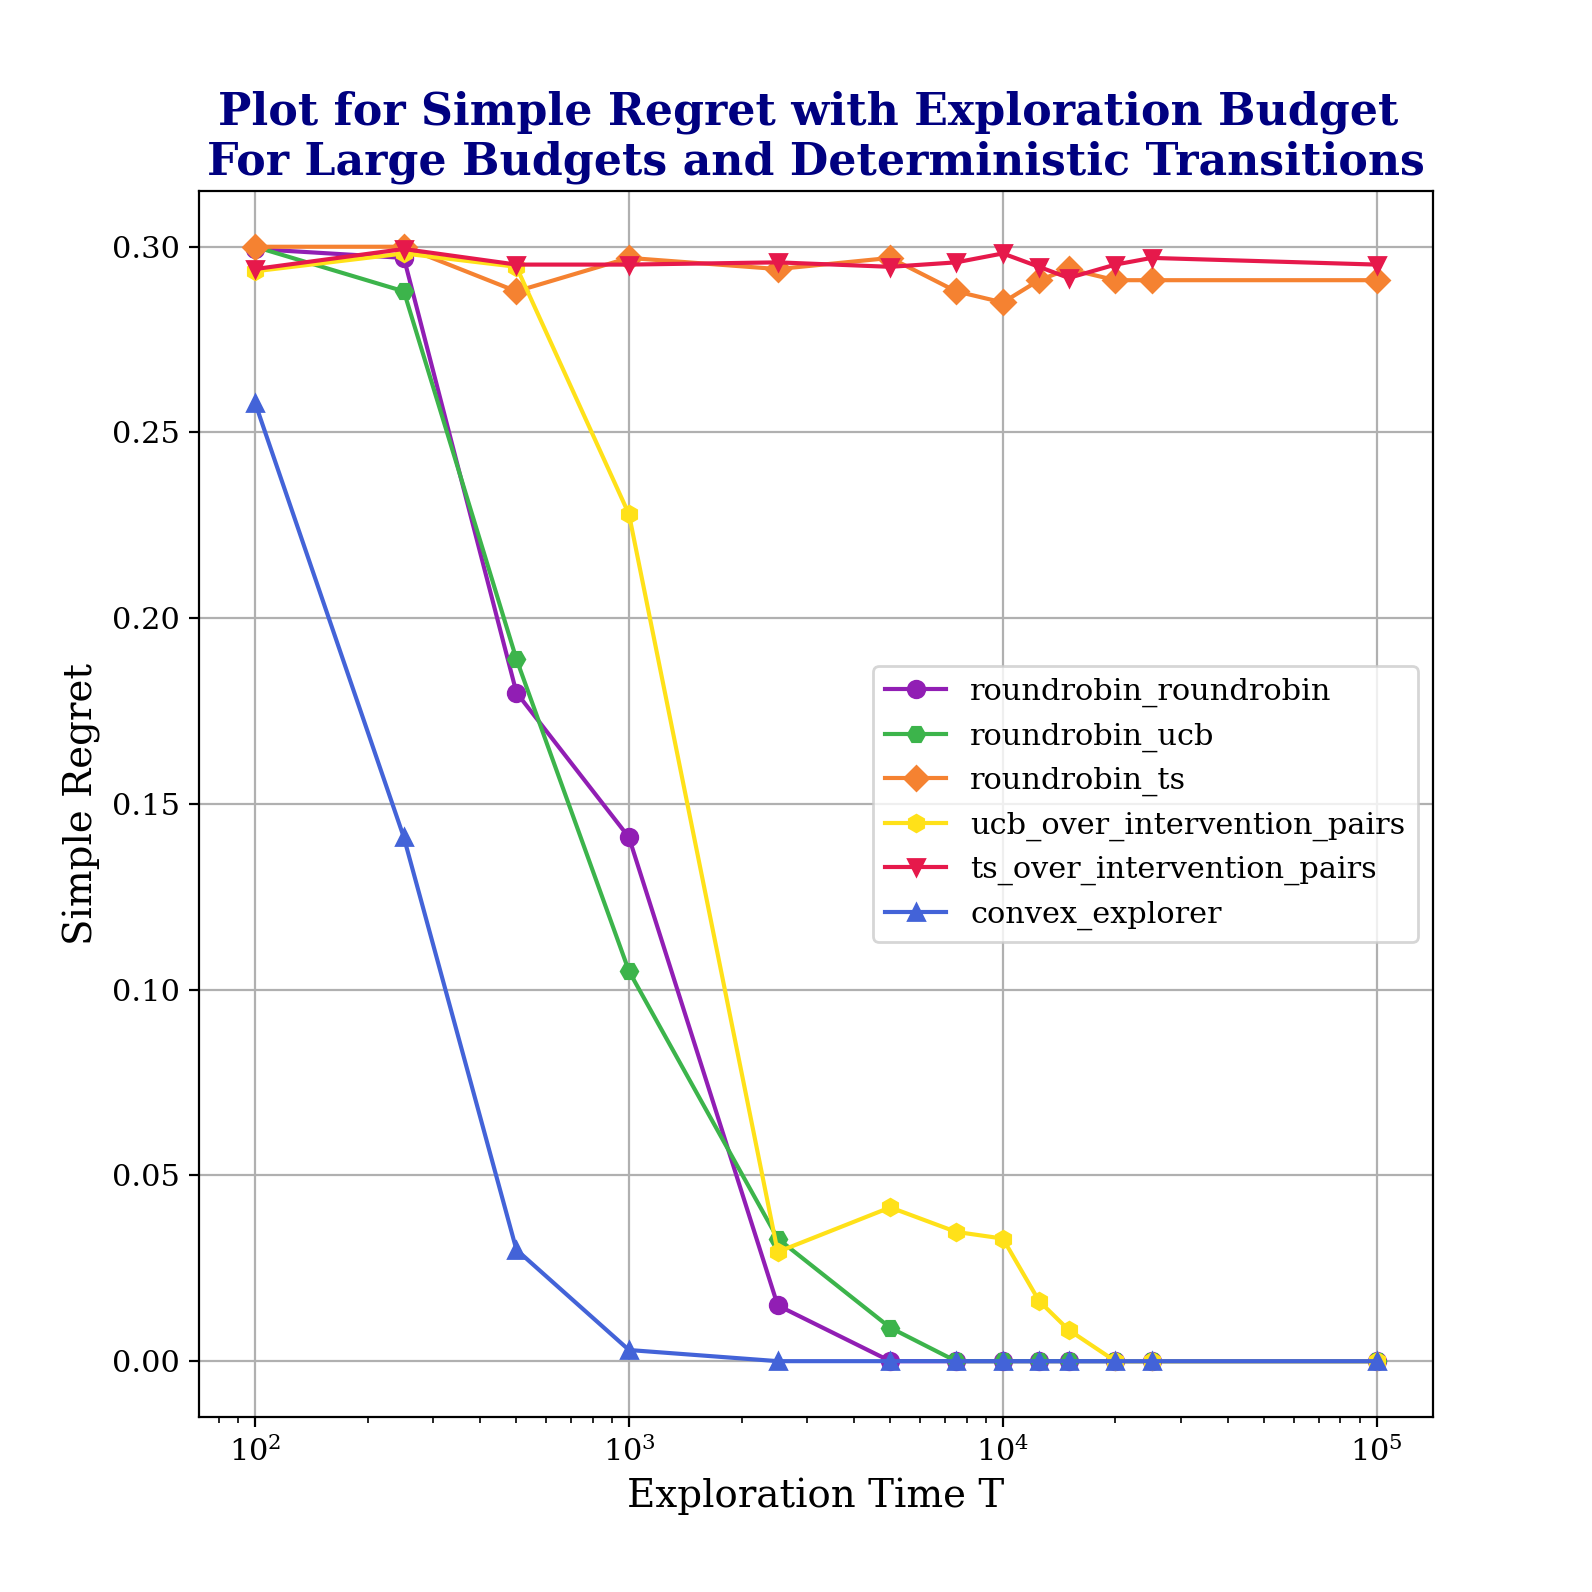 Plot for Simple Regret with Exploration Budget
For Large Budgets and Deterministic Transitions
0.30
0.25
0.20
0.15
0.10
0.05
0.00
Simple Regret
roundrobin_roundrobin
roundrobin_ucb
roundrobin_ts
ucb_over_intervention_pairs
ts_over_intervention_pairs
convex_explorer
10² 10³ 10⁴ 10⁵
Exploration Time T